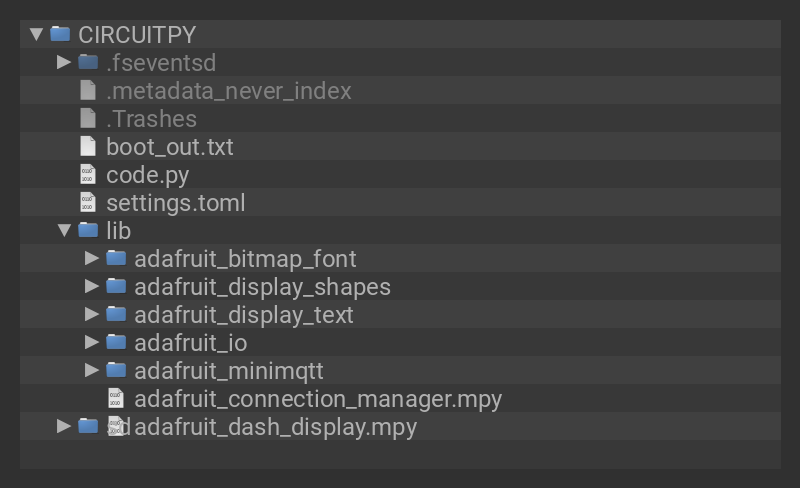 CIRCUITPY
.fseventsd
.metadata_never_index
.Trashes
boot_out.txt
code.py
settings.toml
lib
adafruit_bitmap_font
adafruit_display_shapes
adafruit_display_text
adafruit_io
adafruit_minimqtt
adafruit_connection_manager.mpy
adafruit_dash_display.mpy